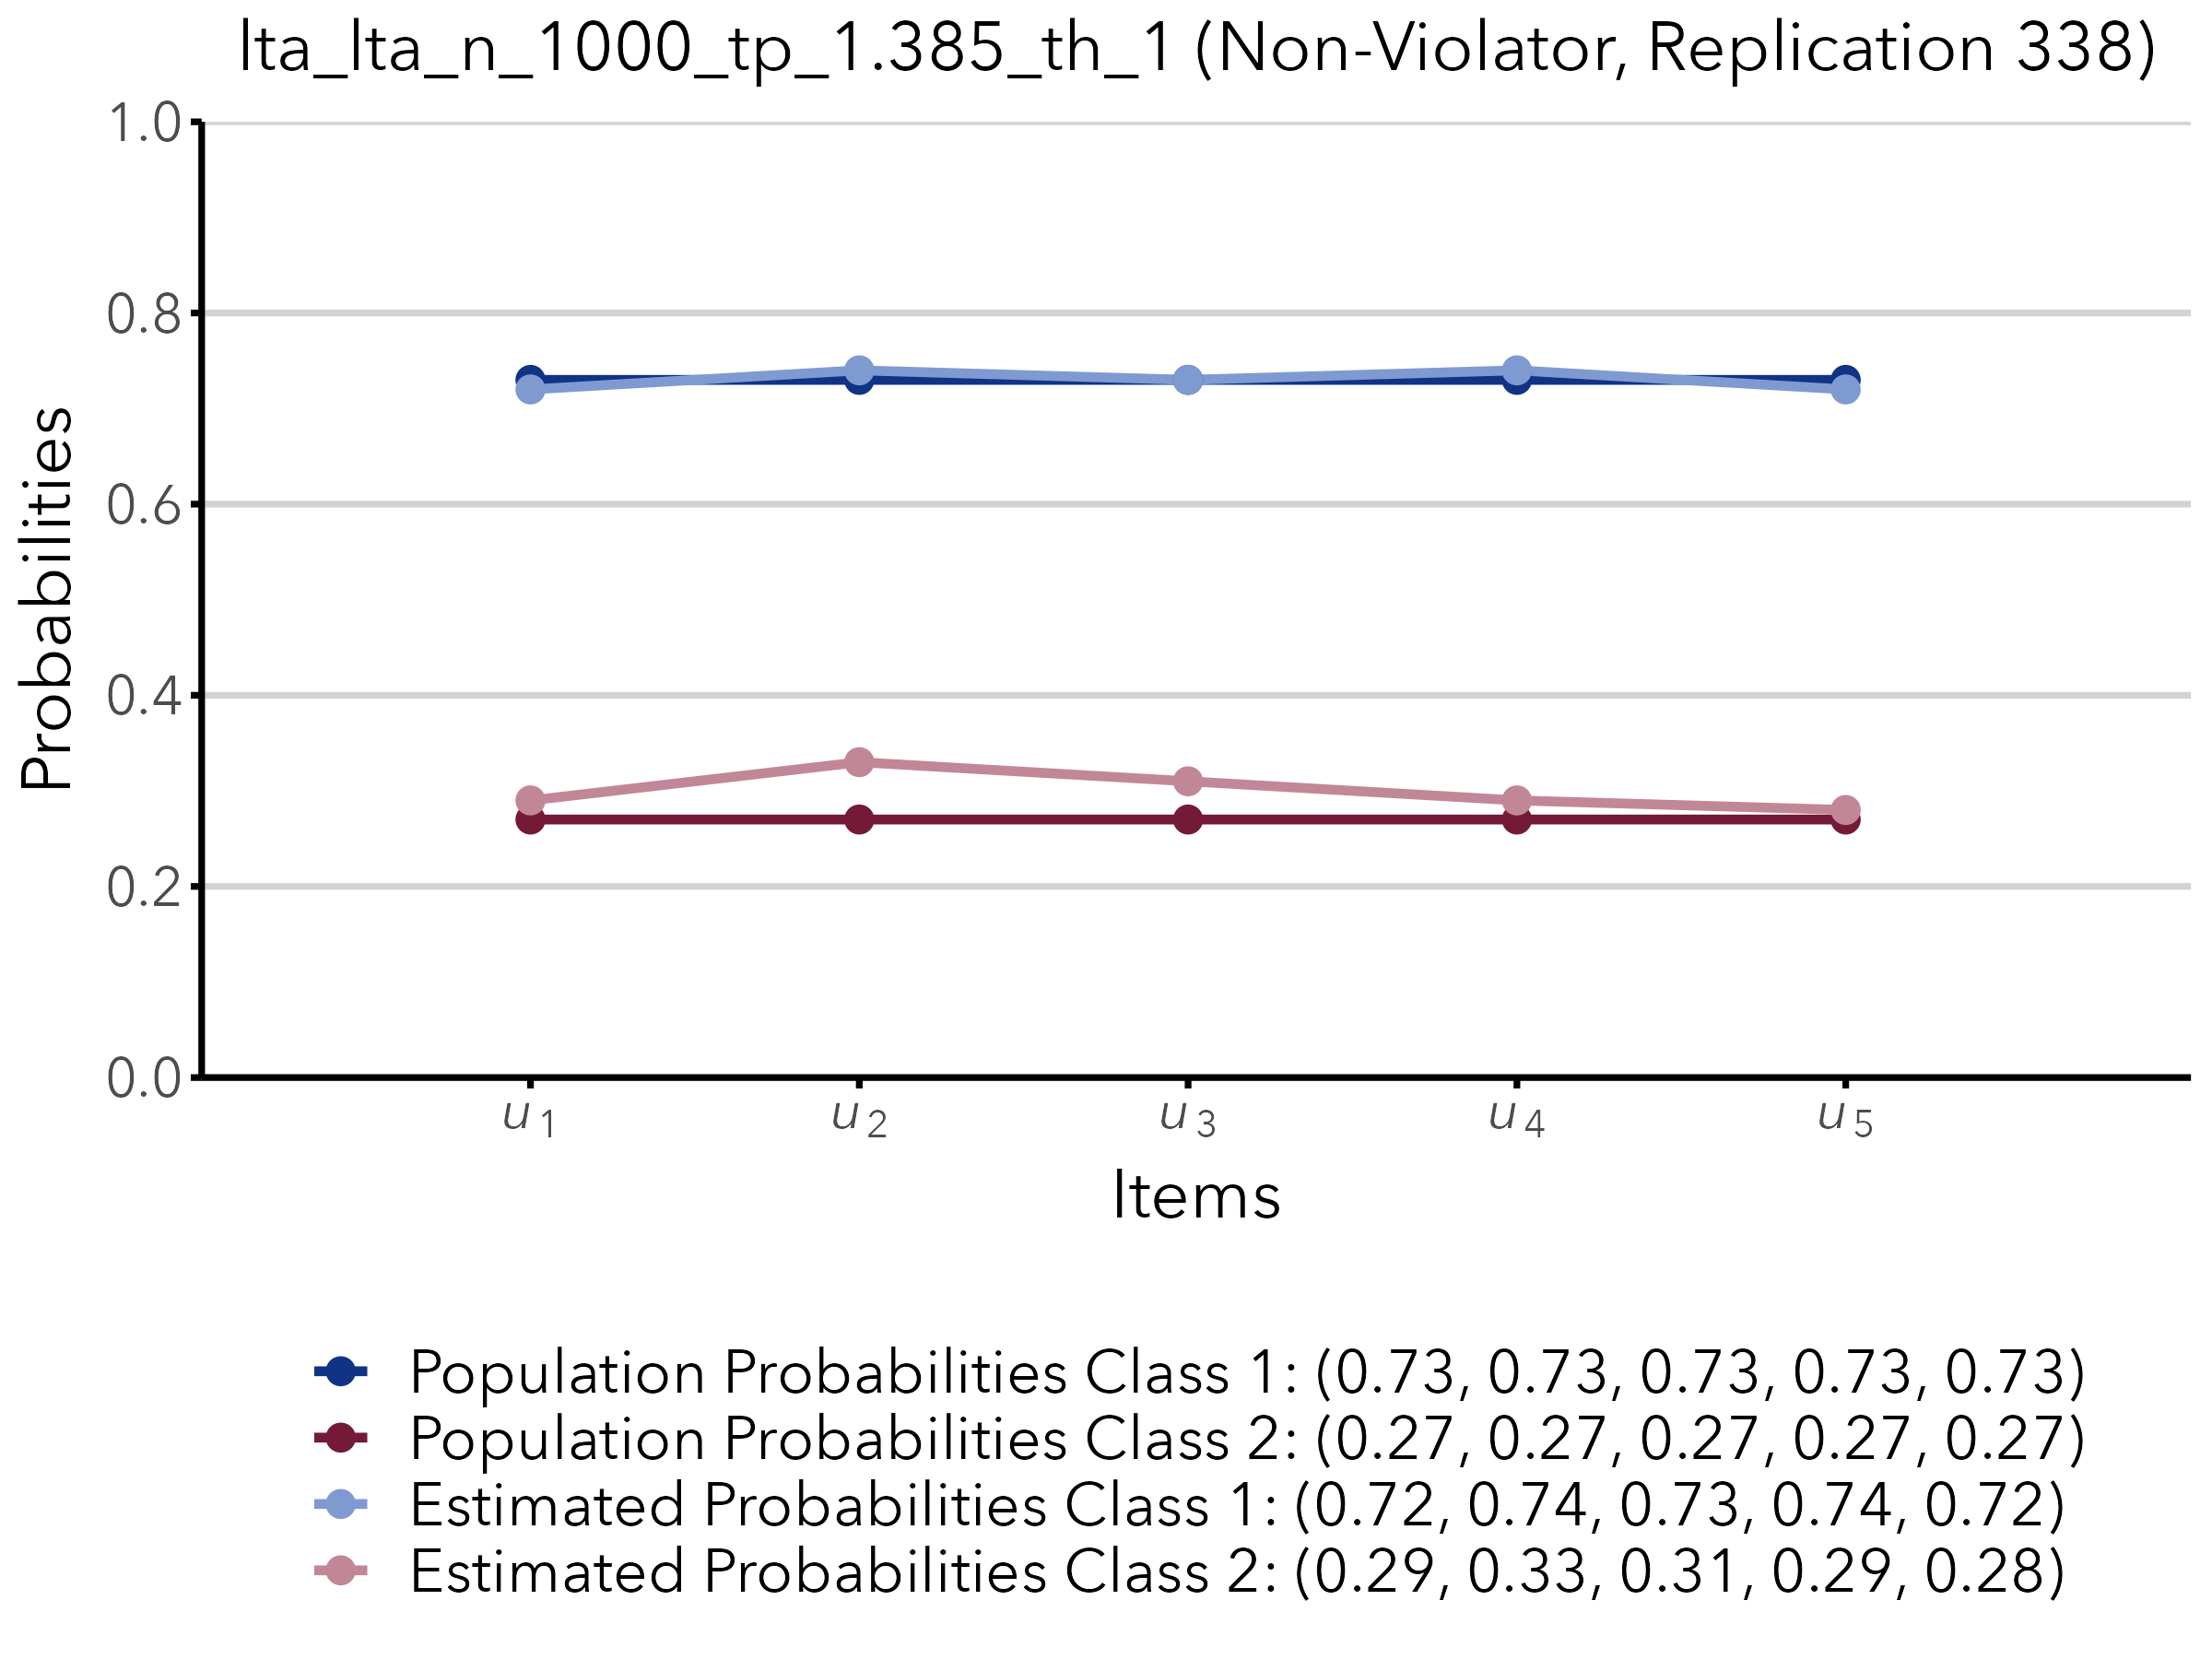 lta_lta_n_1000_tp_1.385_th_1 (Non-Violator, Replication 338)
Probabilities
1.0
0.8
0.6
0.4
0.2
0.0
u1 u2 u3 u4 u5
Items
Population Probabilities Class 1: (0.73, 0.73, 0.73, 0.73, 0.73)
Population Probabilities Class 2: (0.27, 0.27, 0.27, 0.27, 0.27)
Estimated Probabilities Class 1: (0.72, 0.74, 0.73, 0.74, 0.72)
Estimated Probabilities Class 2: (0.29, 0.33, 0.31, 0.29, 0.28)